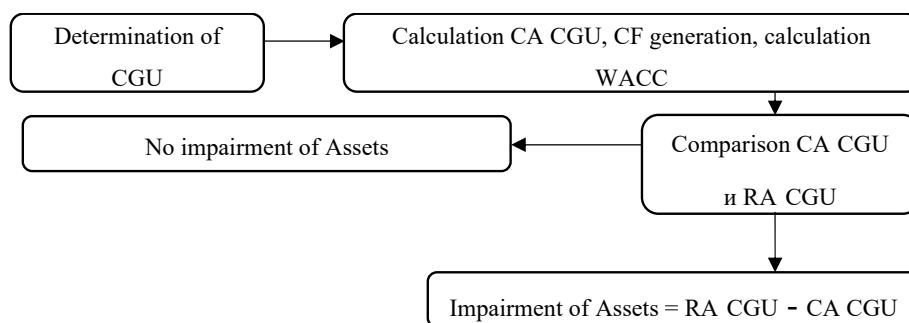 Determination of
CGU
Calculation CA CGU, CF generation, calculation
WACC
No impairment of Assets
Comparison CA CGU
и RA CGU
Impairment of Assets = RA CGU - CA CGU